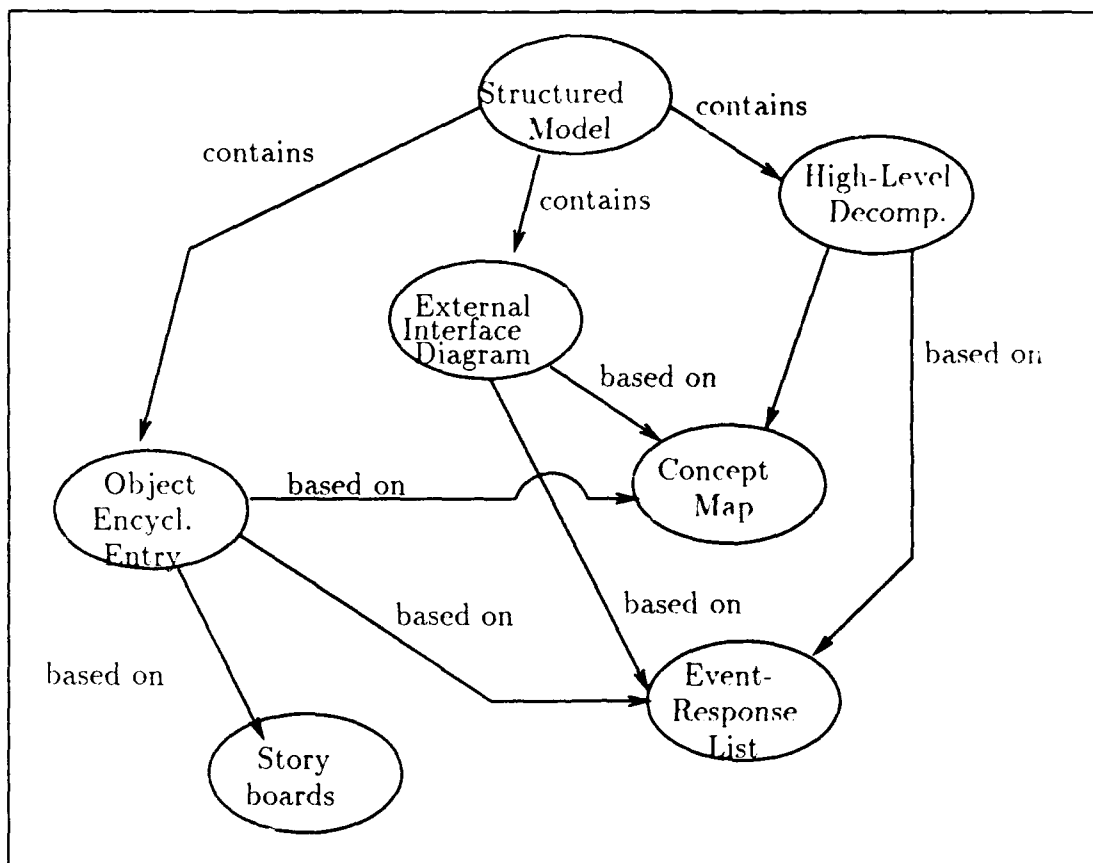 Structured
Model
contains
contains
contains
High-Level
Decomp.
External
Interface
Diagram
based on
based on
Object
Encycl.
Entry
based on
Concept
Map
based on
based on
based on
Event-
Response
List
Story
boards